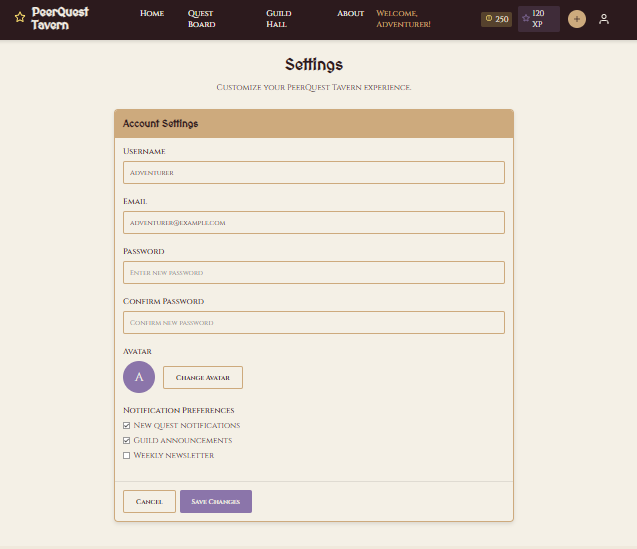 PeerQuest Tavern
Home
Quest Board
Guild Hall
About
Welcome, Adventurer!
250
120 XP
+
Settings
Customize your PeerQuest Tavern experience.
Account Settings
Username
Adventurer
Email
adventurer@example.com
Password
Enter new password
Confirm Password
Confirm new password
Avatar
A
Change Avatar
Notification Preferences
New quest notifications
Guild announcements
Weekly newsletter
Cancel
Save Changes